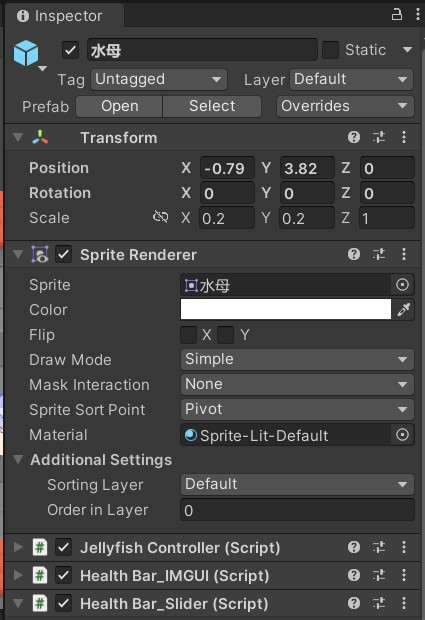 Inspector
水母
Static
Tag Untagged Layer Default
Prefab Open Select Overrides
Transform
Position X -0.79 Y 3.82 Z 0
Rotation X 0 Y 0 Z 0
Scale X 0.2 Y 0.2 Z 1
Sprite Renderer
Sprite 水母
Color
Flip X Y
Draw Mode Simple
Mask Interaction None
Sprite Sort Point Pivot
Material Sprite-Lit-Default
Additional Settings
Sorting Layer Default
Order in Layer 0
# Jellyfish Controller (Script)
# Health Bar_IMGUI (Script)
# Health Bar_Slider (Script)